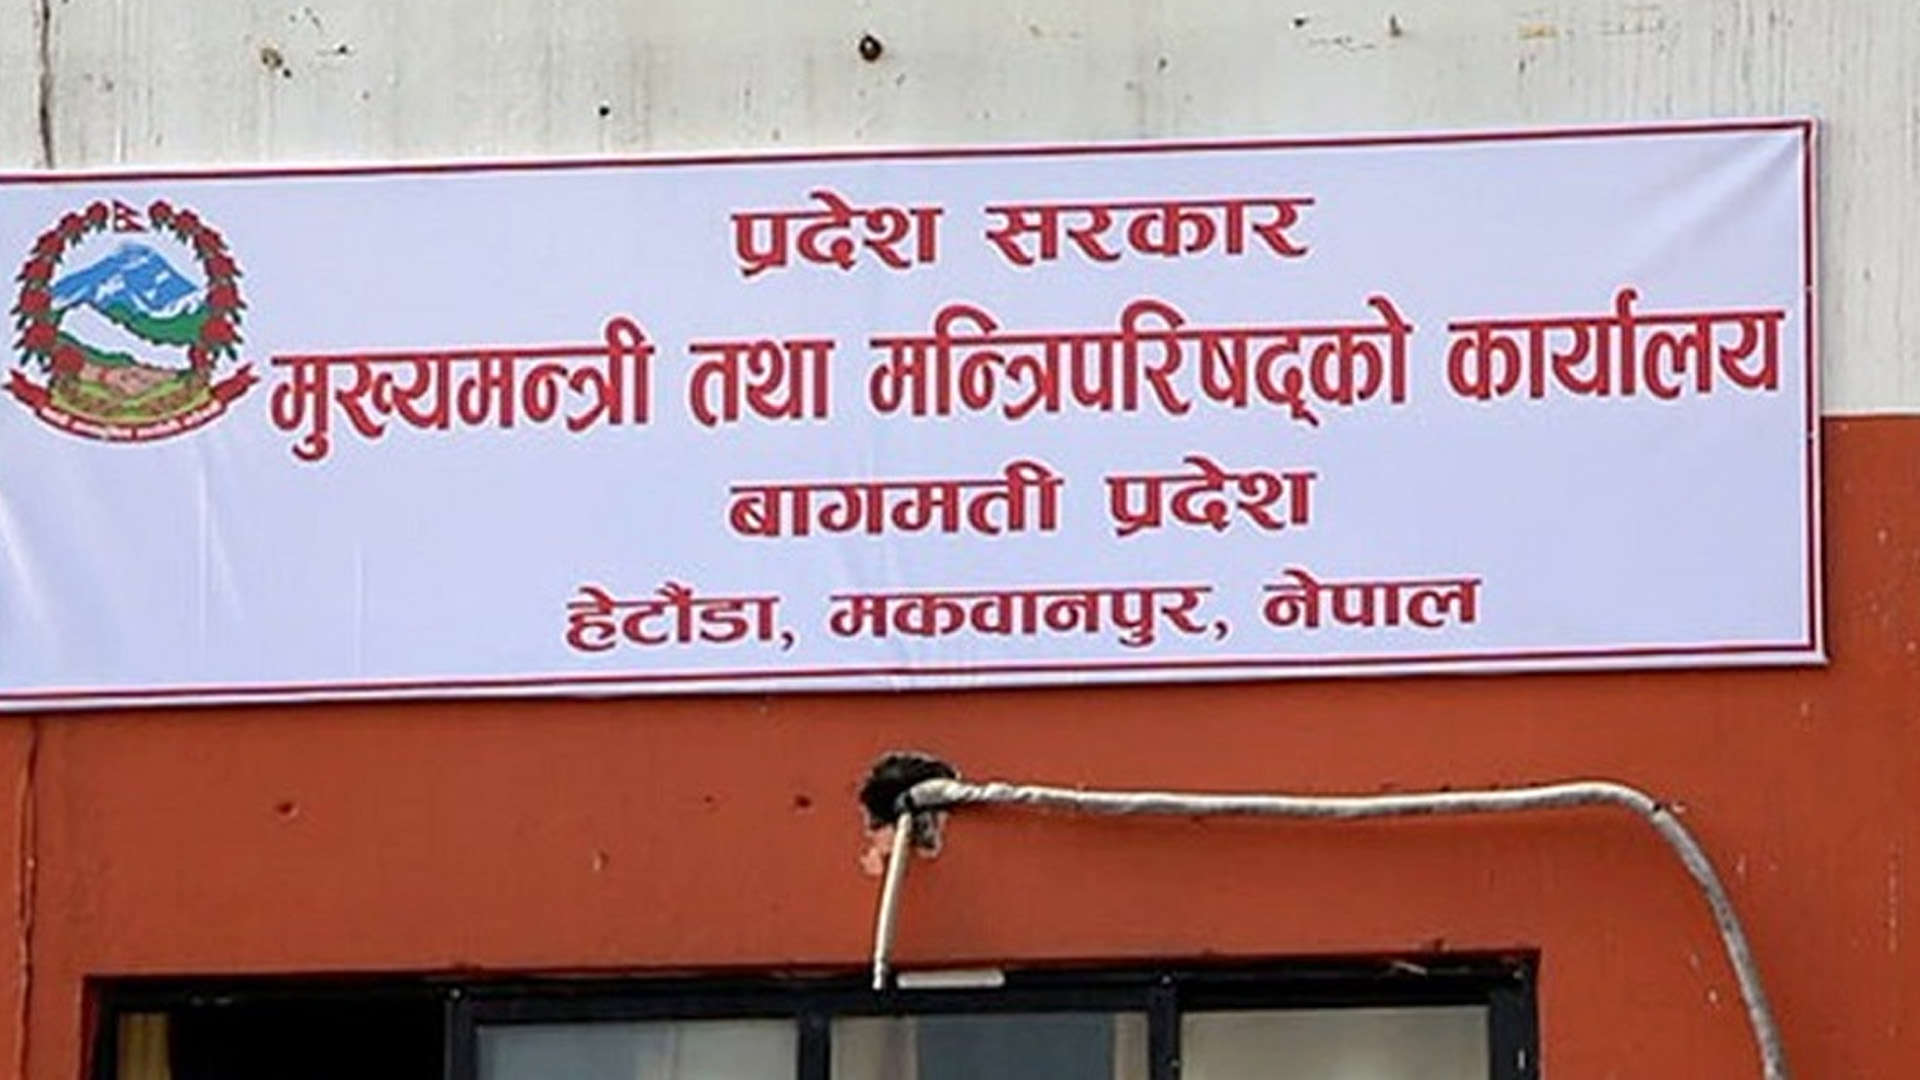 प्रदेश सरकार
मुख्यमन्त्री तथा मन्त्रिपरिषद्को कार्यालय
बागमती प्रदेश
हेटौंडा, मकवानपुर, नेपाल